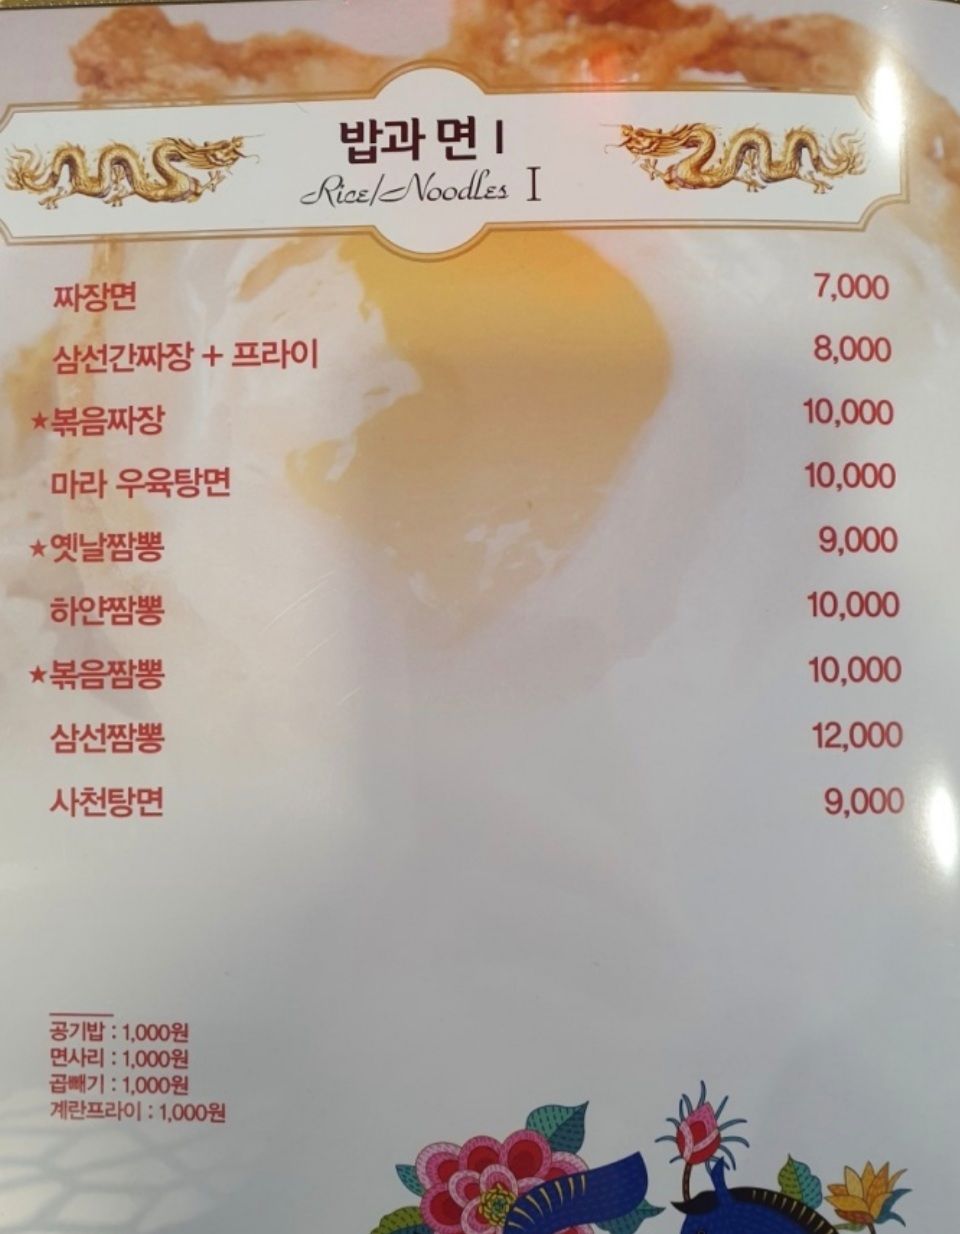 밥과 면 I
Rice/Noodles I
짜장면 7,000
삼선간짜장 + 프라이 8,000
★볶음짜장 10,000
마라 우육탕면 10,000
★옛날짬뽕 9,000
하얀짬뽕 10,000
★볶음짬뽕 10,000
삼선짬뽕 12,000
사천탕면 9,000
공기밥 : 1,000원
면사리 : 1,000원
곱빼기 : 1,000원
계란프라이 : 1,000원